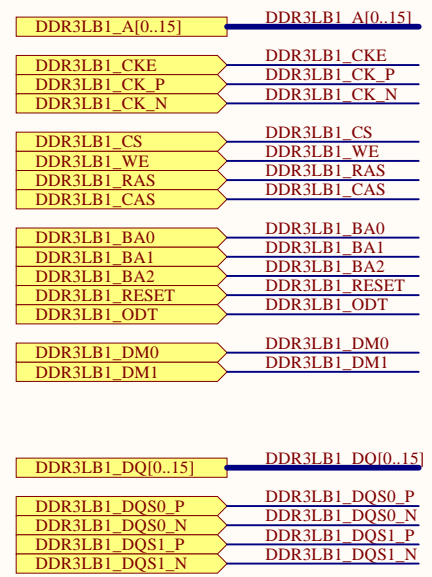 DDR3LB1_A[0..15] DDR3LB1_A[0..15]
DDR3LB1_CKE DDR3LB1_CKE
DDR3LB1_CK_P DDR3LB1_CK_P
DDR3LB1_CK_N DDR3LB1_CK_N
DDR3LB1_CS DDR3LB1_CS
DDR3LB1_WE DDR3LB1_WE
DDR3LB1_RAS DDR3LB1_RAS
DDR3LB1_CAS DDR3LB1_CAS
DDR3LB1_BA0 DDR3LB1_BA0
DDR3LB1_BA1 DDR3LB1_BA1
DDR3LB1_BA2 DDR3LB1_BA2
DDR3LB1_RESET DDR3LB1_RESET
DDR3LB1_ODT DDR3LB1_ODT
DDR3LB1_DM0 DDR3LB1_DM0
DDR3LB1_DM1 DDR3LB1_DM1
DDR3LB1_DQ[0..15] DDR3LB1_DQ[0..15]
DDR3LB1_DQS0_P DDR3LB1_DQS0_P
DDR3LB1_DQS0_N DDR3LB1_DQS0_N
DDR3LB1_DQS1_P DDR3LB1_DQS1_P
DDR3LB1_DQS1_N DDR3LB1_DQS1_N